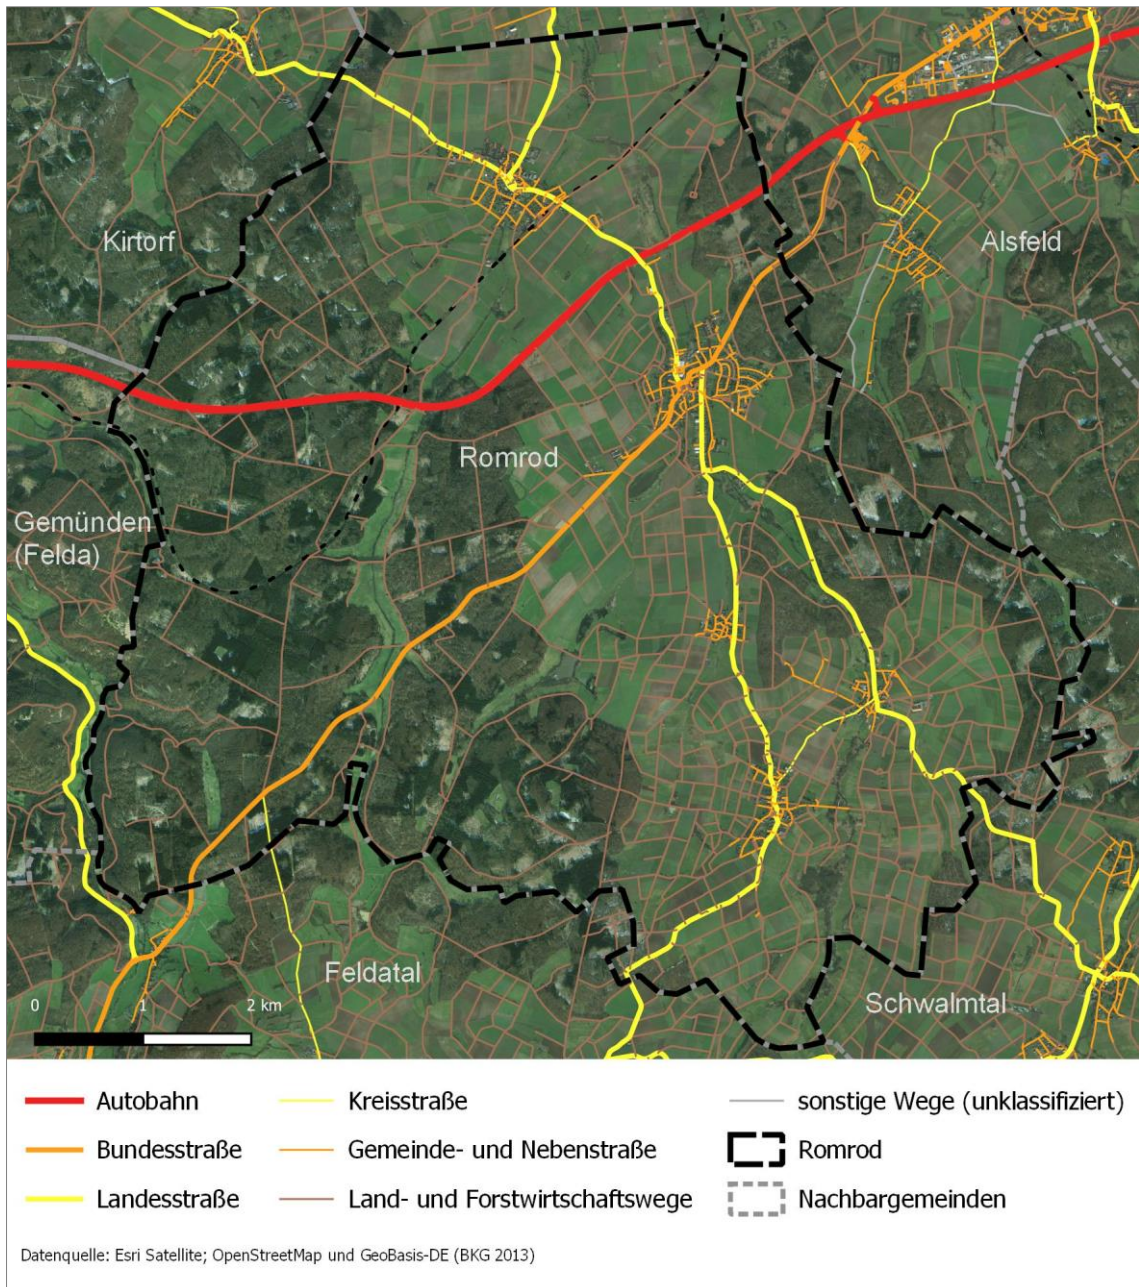 Kirtorf
Alsfeld
Romrod
Gemünden
(Felda)
Feldatal
Schwalmtal
0 1 2 km
Autobahn
Bundesstraße
Landesstraße
Kreisstraße
Gemeinde- und Nebenstraße
Land- und Forstwirtschaftswege
sonstige Wege (unklassifiziert)
Romrod
Nachbargemeinden
Datenquelle: Esri Satellite; OpenStreetMap und GeoBasis-DE (BKG 2013)